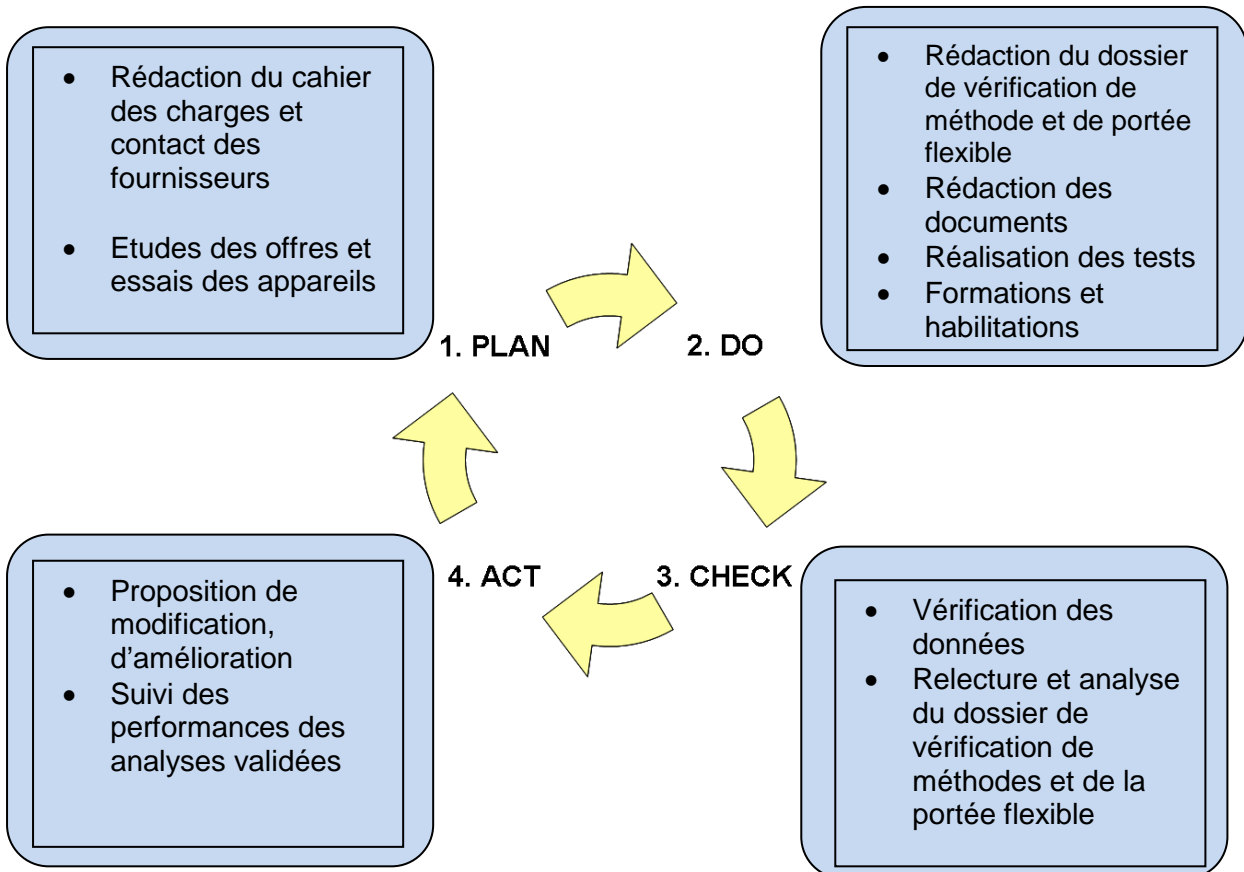 • Rédaction du cahier
des charges et
contact des
fournisseurs
• Etudes des offres et
essais des appareils
• Rédaction du dossier
de vérification de
méthode et de portée
flexible
• Rédaction des
documents
• Réalisation des tests
• Formations et
habilitations
1. PLAN
2. DO
4. ACT
3. CHECK
• Proposition de
modification,
d’amélioration
• Suivi des
performances des
analyses validées
• Vérification des
données
• Relecture et analyse
du dossier de
vérification de
méthodes et de la
portée flexible